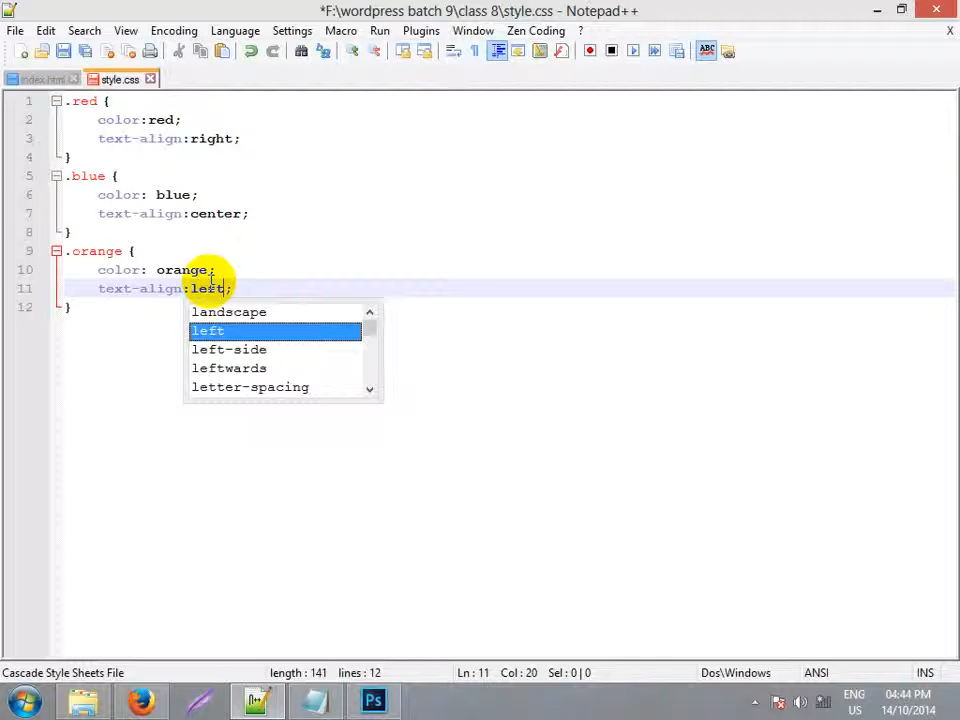 *F:\wordpress batch 9\class 8\style.css - Notepad++
File Edit Search View Encoding Language Settings Macro Run Plugins Window Zen Coding ? X
ABC
index.html style.css
1 .red {
2 color:red;
3 text-align:right;
4 }
5 .blue {
6 color: blue;
7 text-align:center;
8 }
9 .orange {
10 color: orange;
11 text-align:left;
12 }
landscape
left
left-side
leftwards
letter-spacing
Cascade Style Sheets File length : 141 lines : 12 Ln : 11 Col : 20 Sel : 0 | 0 Dos\Windows ANSI INS
Ps
ENG 04:44 PM
US 14/10/2014